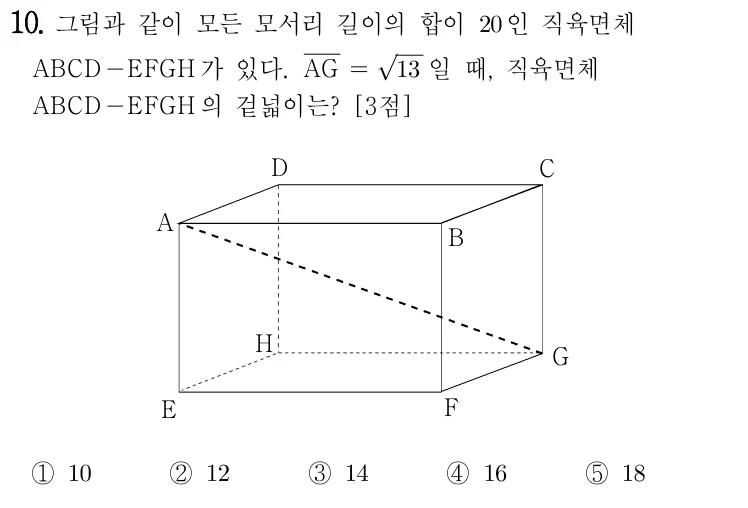 10. 그림과 같이 모든 모서리 길이의 합이 20인 직육면체
ABCD-EFGH가 있다. \overline{AG} = √13 일 때, 직육면체
ABCD-EFGH의 겉넓이는? [3점]
D
C
A
B
H
G
E
F
① 10 ② 12 ③ 14 ④ 16 ⑤ 18